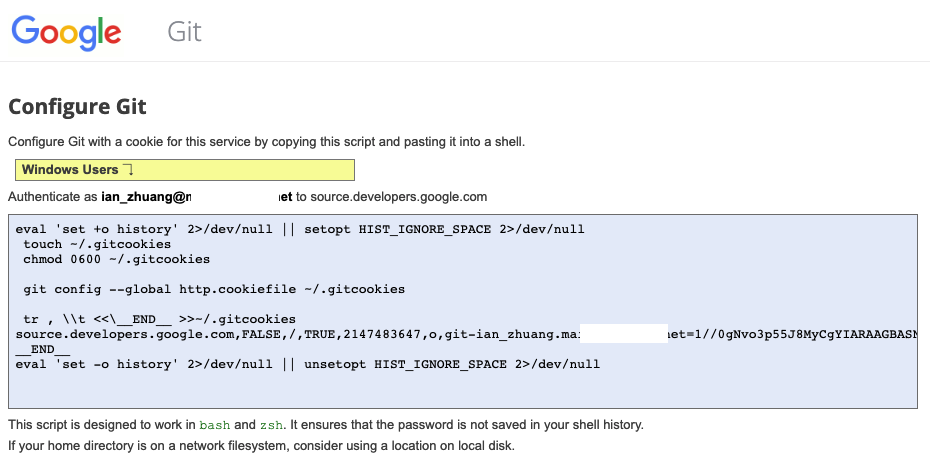 Google Git
Configure Git
Configure Git with a cookie for this service by copying this script and pasting it into a shell.
Windows Users
Authenticate as ian_zhuang@ et to source.developers.google.com
eval 'set +o history' 2>/dev/null || setopt HIST_IGNORE_SPACE 2>/dev/null
touch ~/.gitcookies
chmod 0600 ~/.gitcookies
git config --global http.cookiefile ~/.gitcookies
tr , \\t <<\__END__ >>~/.gitcookies
source.developers.google.com,FALSE,/,TRUE,2147483647,o,git-ian_zhuang.ma et=1//0gNvo3p55J8MyCgYIARAAGBASN
__END__
eval 'set -o history' 2>/dev/null || unsetopt HIST_IGNORE_SPACE 2>/dev/null
This script is designed to work in bash and zsh. It ensures that the password is not saved in your shell history.
If your home directory is on a network filesystem, consider using a location on local disk.